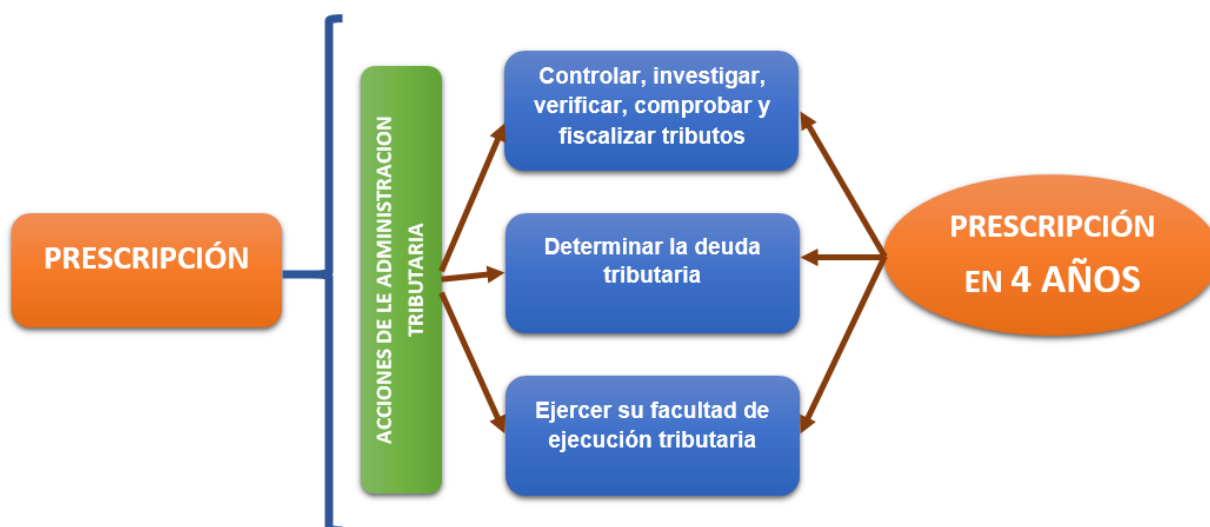 PRESCRIPCIÓN
ACCIONES DE LE ADMINISTRACION
TRIBUTARIA
Controlar, investigar,
verificar, comprobar y
fiscalizar tributos
Determinar la deuda
tributaria
Ejercer su facultad de
ejecución tributaria
PRESCRIPCIÓN
EN 4 AÑOS